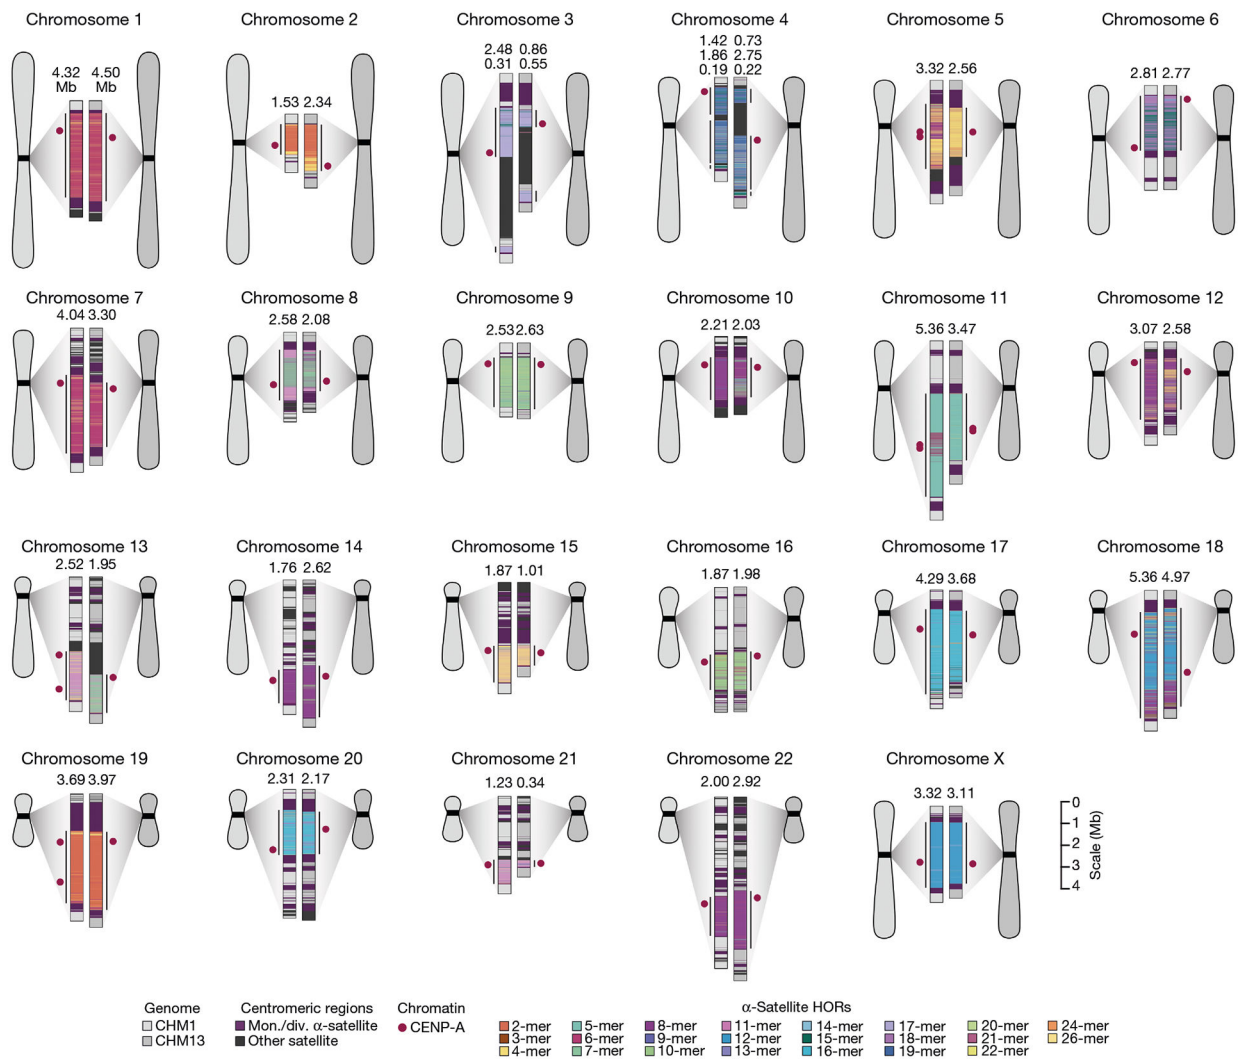 Chromosome 1 Chromosome 2 Chromosome 3 Chromosome 4 Chromosome 5 Chromosome 6
4.32 Mb 4.50 Mb
1.53 2.34
2.48 0.86
0.31 0.55
1.42 0.73
1.86 2.75
0.19 0.22
3.32 2.56
2.81 2.77
Chromosome 7 Chromosome 8 Chromosome 9 Chromosome 10 Chromosome 11 Chromosome 12
4.04 3.30
2.58 2.08
2.53 2.63
2.21 2.03
5.36 3.47
3.07 2.58
Chromosome 13 Chromosome 14 Chromosome 15 Chromosome 16 Chromosome 17 Chromosome 18
2.52 1.95
1.76 2.62
1.87 1.01
1.87 1.98
4.29 3.68
5.36 4.97
Chromosome 19 Chromosome 20 Chromosome 21 Chromosome 22 Chromosome X
3.69 3.97
2.31 2.17
1.23 0.34
2.00 2.92
3.32 3.11
0
1
2
3
4
Scale (Mb)
Genome
CHM1
CHM13
Centromeric regions
Mon./div. α-satellite
Other satellite
Chromatin
CENP-A
α-Satellite HORs
2-mer 5-mer 8-mer 11-mer 14-mer 17-mer 20-mer 24-mer
3-mer 6-mer 9-mer 12-mer 15-mer 18-mer 21-mer 26-mer
4-mer 7-mer 10-mer 13-mer 16-mer 19-mer 22-mer